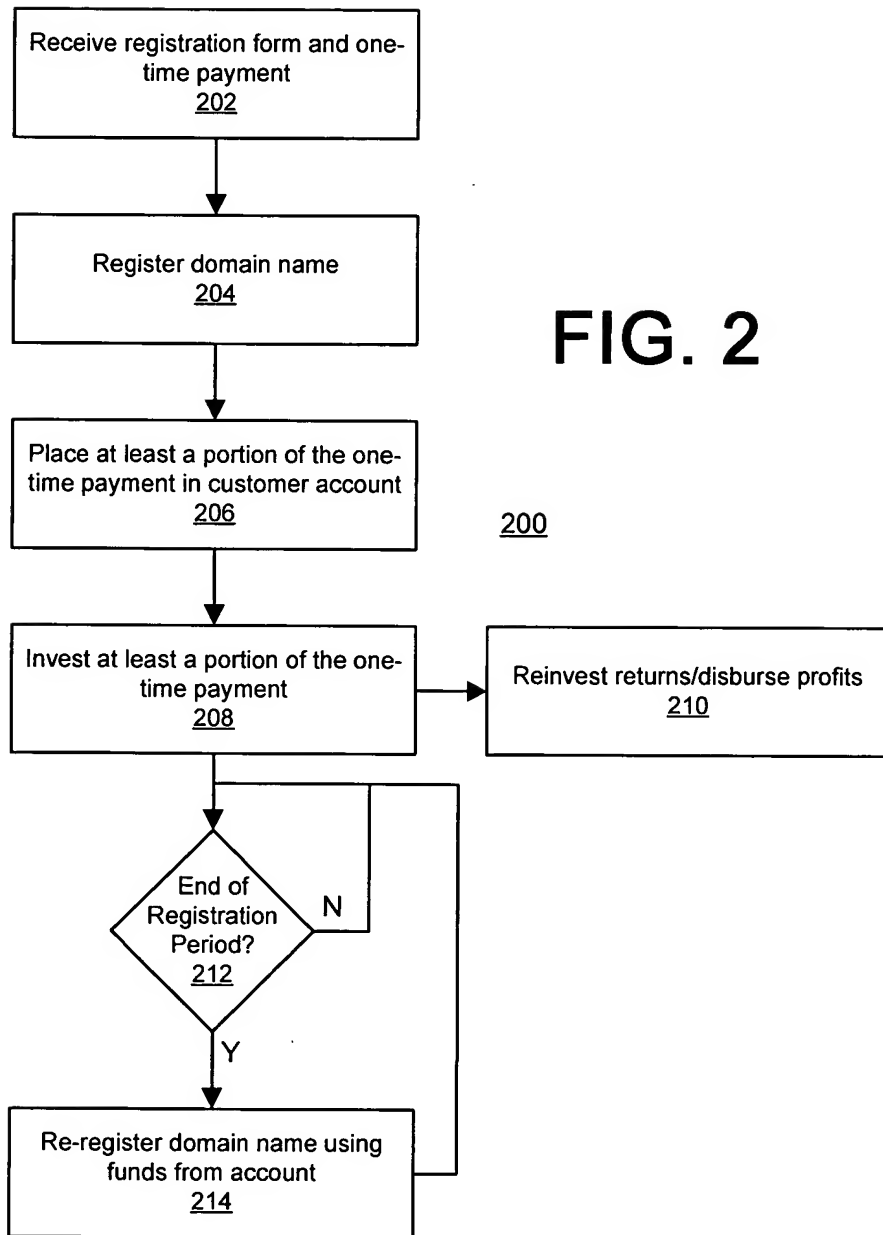 Receive registration form and one-
time payment
202
Register domain name
204
FIG. 2
Place at least a portion of the one-
time payment in customer account
206
200
Invest at least a portion of the one-
time payment
208
Reinvest returns/disburse profits
210
End of
Registration
Period?
212
N
Y
Re-register domain name using
funds from account
214